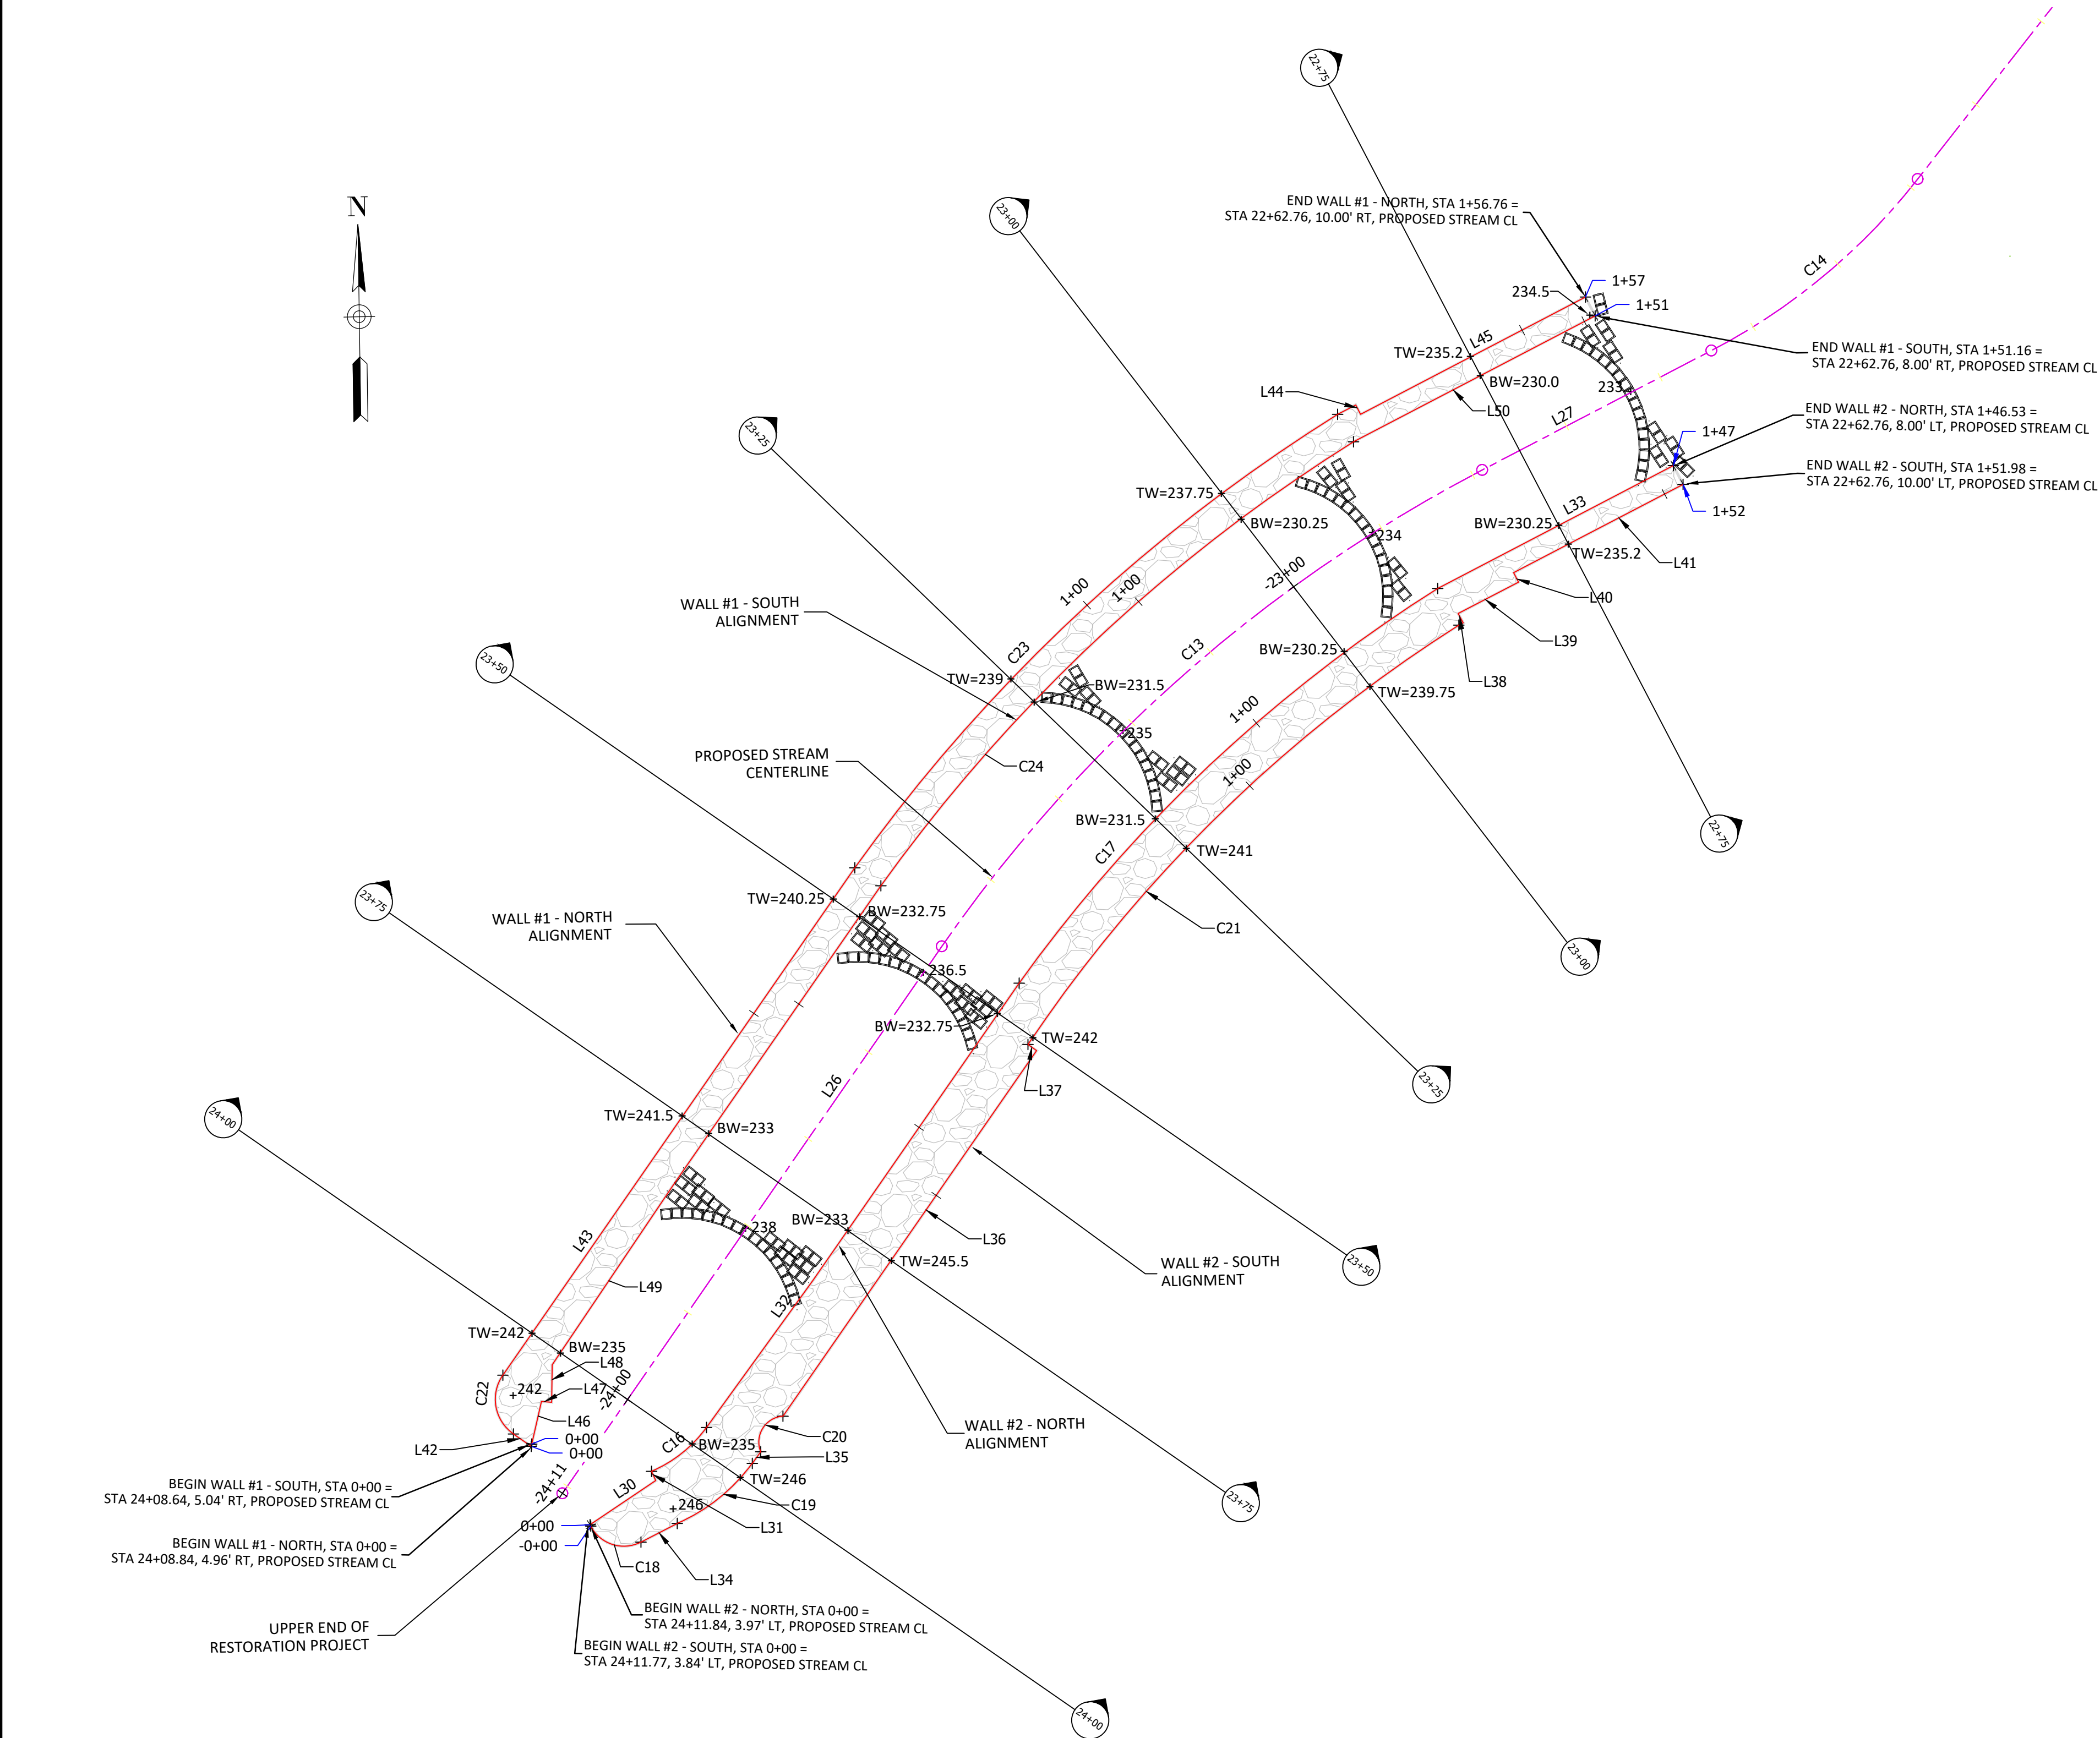 22+75
N
END WALL #1 - NORTH, STA 1+56.76 =
STA 22+62.76, 10.00' RT, PROPOSED STREAM CL
23+00
C14
1+57
234.5
1+51
L45
END WALL #1 - SOUTH, STA 1+51.16 =
STA 22+62.76, 8.00' RT, PROPOSED STREAM CL
TW=235.2
BW=230.0
L44
233
L50
L27
END WALL #2 - NORTH, STA 1+46.53 =
STA 22+62.76, 8.00' LT, PROPOSED STREAM CL
1+47
23+25
END WALL #2 - SOUTH, STA 1+51.98 =
STA 22+62.76, 10.00' LT, PROPOSED STREAM CL
TW=237.75
L33
1+52
BW=230.25
BW=230.25
234
TW=235.2
L41
-23+00
1+00
1+00
L40
WALL #1 - SOUTH
ALIGNMENT
L39
C23
C13
BW=230.25
23+50
TW=239
BW=231.5
L38
TW=239.75
1+00
235
PROPOSED STREAM
CENTERLINE
C24
1+00
BW=231.5
22+75
C17
TW=241
23+75
TW=240.25
BW=232.75
WALL #1 - NORTH
ALIGNMENT
C21
23+00
236.5
BW=232.75
TW=242
L26
L37
23+25
24+00
TW=241.5
BW=233
238
BW=233
L43
L36
TW=245.5
WALL #2 - SOUTH
ALIGNMENT
23+50
L49
L32
TW=242
BW=235
L48
C22
242
L47
-24+00
L46
WALL #2 - NORTH
ALIGNMENT
L42
0+00
0+00
C16
BW=235
C20
L35
BEGIN WALL #1 - SOUTH, STA 0+00 =
STA 24+08.64, 5.04' RT, PROPOSED STREAM CL
-24+11
L30
TW=246
246
C19
23+75
0+00
-0+00
L31
BEGIN WALL #1 - NORTH, STA 0+00 =
STA 24+08.84, 4.96' RT, PROPOSED STREAM CL
C18
L34
BEGIN WALL #2 - NORTH, STA 0+00 =
STA 24+11.84, 3.97' LT, PROPOSED STREAM CL
UPPER END OF
RESTORATION PROJECT
BEGIN WALL #2 - SOUTH, STA 0+00 =
STA 24+11.77, 3.84' LT, PROPOSED STREAM CL
24+00